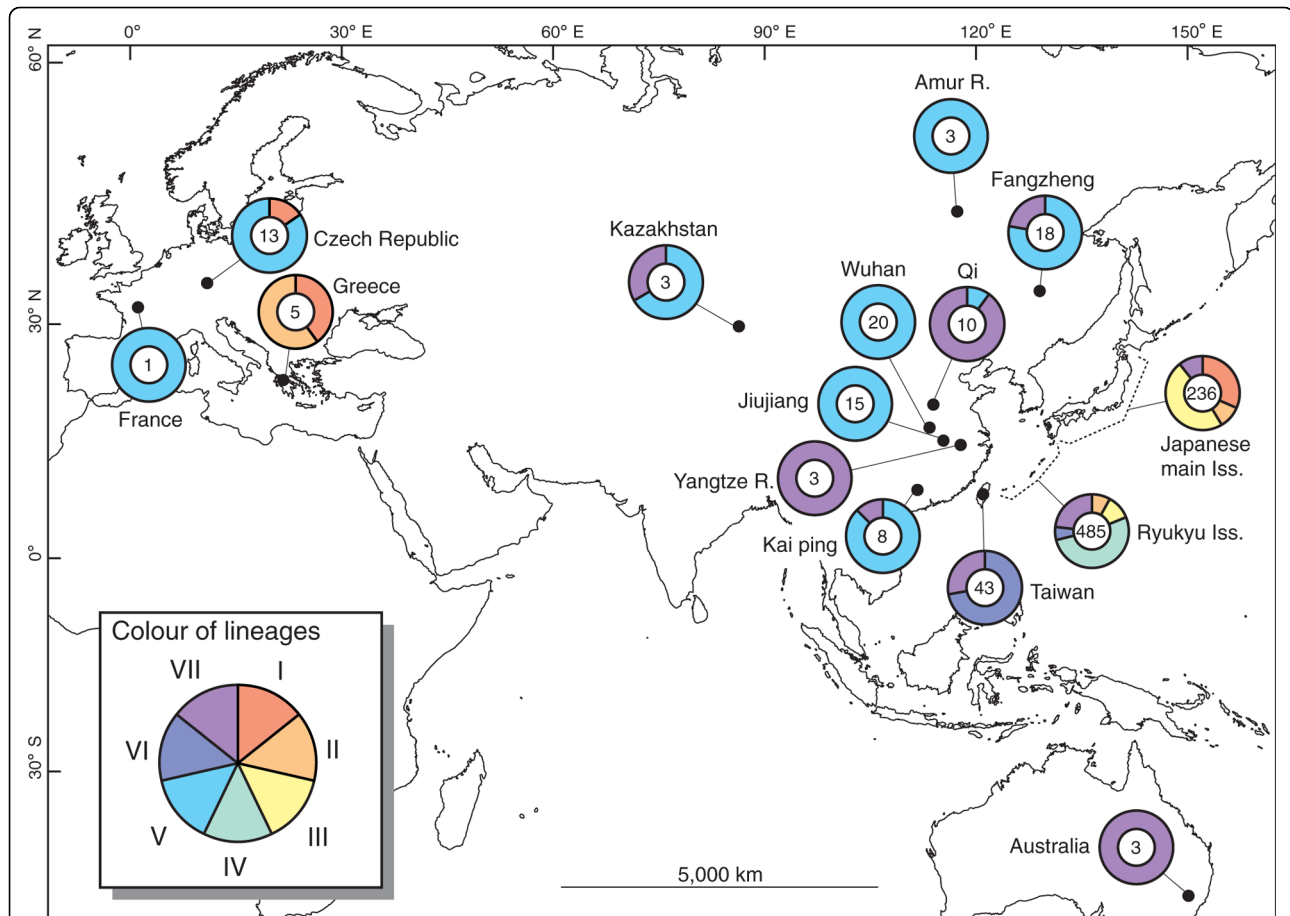 0°
30° E
60° E
90° E
120° E
150° E
60° N
30° N
0°
30° S
Amur R.
3
Fangzheng
18
13
Czech Republic
Kazakhstan
3
Wuhan
20
Qi
10
Greece
5
1
France
Jiujiang
15
236
Japanese
main Iss.
Yangtze R.
3
Kai ping
8
485
Ryukyu Iss.
43
Taiwan
Colour of lineages
VII
I
VI
II
V
III
IV
Australia
3
5,000 km